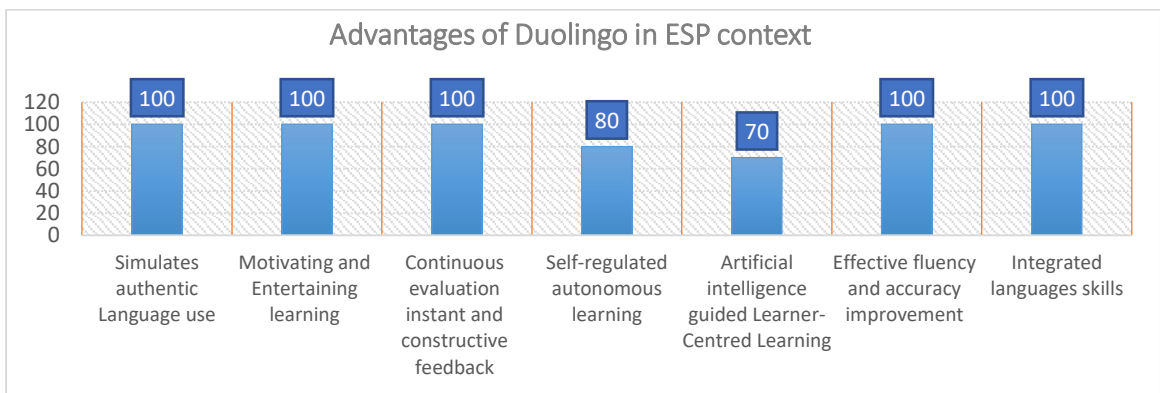 Advantages of Duolingo in ESP context
100 100 100 80 70 100 100
120
100
80
60
40
20
0
Simulates
authentic
Language use
Motivating and
Entertaining
learning
Continuous
evaluation
instant and
constructive
feedback
Self-regulated
autonomous
learning
Artificial
intelligence
guided Learner-
Centred Learning
Effective fluency
and accuracy
improvement
Integrated
languages skills